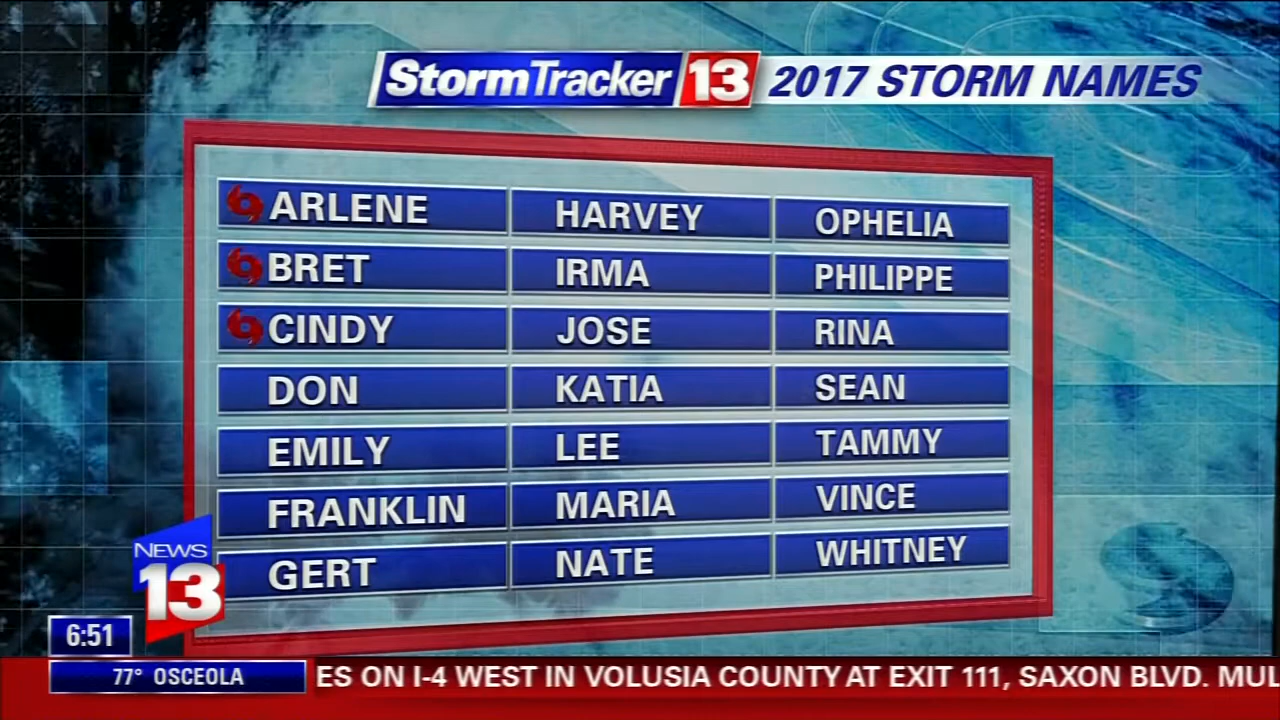 StormTracker 13 2017 STORM NAMES
ARLENE HARVEY OPHELIA
BRET IRMA PHILIPPE
CINDY JOSE RINA
DON KATIA SEAN
EMILY LEE TAMMY
FRANKLIN MARIA VINCE
GERT NATE WHITNEY
NEWS
13
6:51
77° OSCEOLA
ES ON I-4 WEST IN VOLUSIA COUNTY AT EXIT 111, SAXON BLVD. MUL